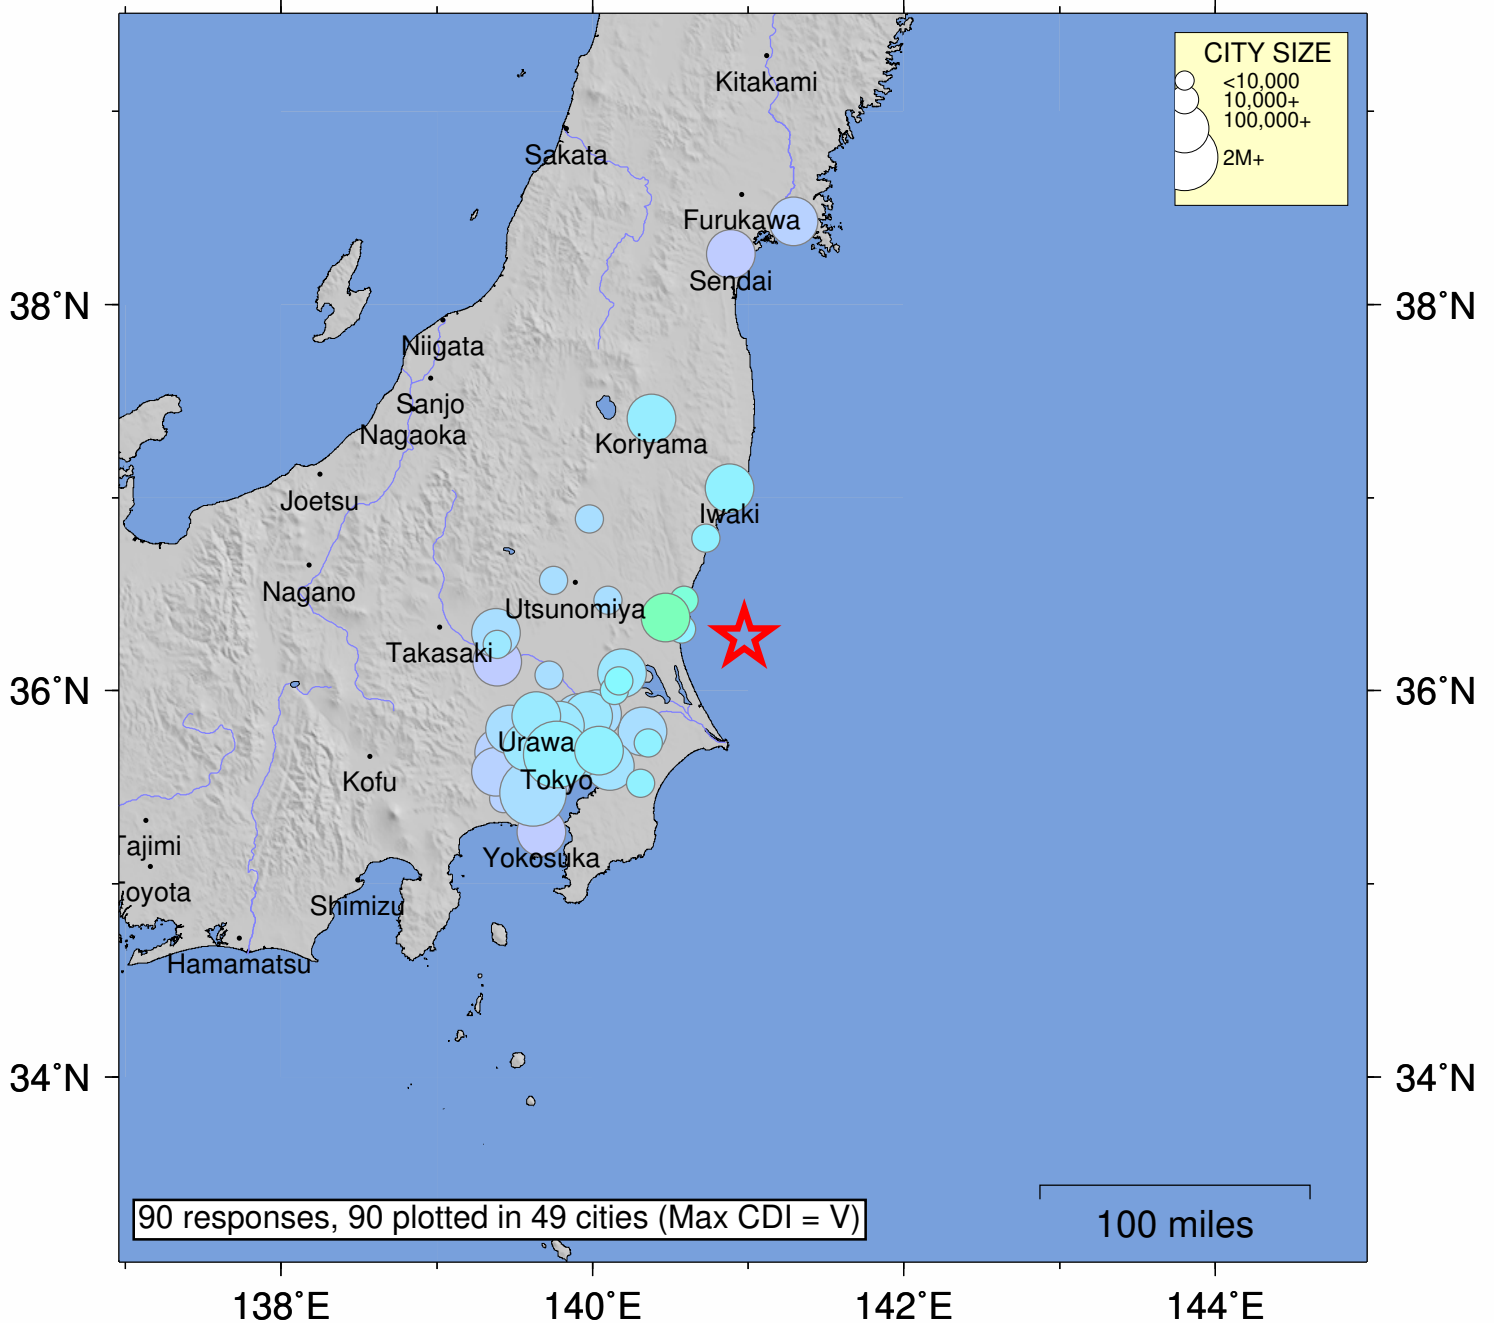 CITY SIZE
<10,000
10,000+
100,000+
2M+
Kitakami
Sakata
Furukawa
Sendai
38°N
38°N
Niigata
Sanjo
Nagaoka
Koriyama
Joetsu
Iwaki
Nagano
Utsunomiya
Takasaki
36°N
36°N
Urawa
Tokyo
Kofu
ajimi
Yokosuka
oyota
Shimizu
Hamamatsu
34°N
34°N
90 responses, 90 plotted in 49 cities (Max CDI = V)
100 miles
138°E
140°E
142°E
144°E